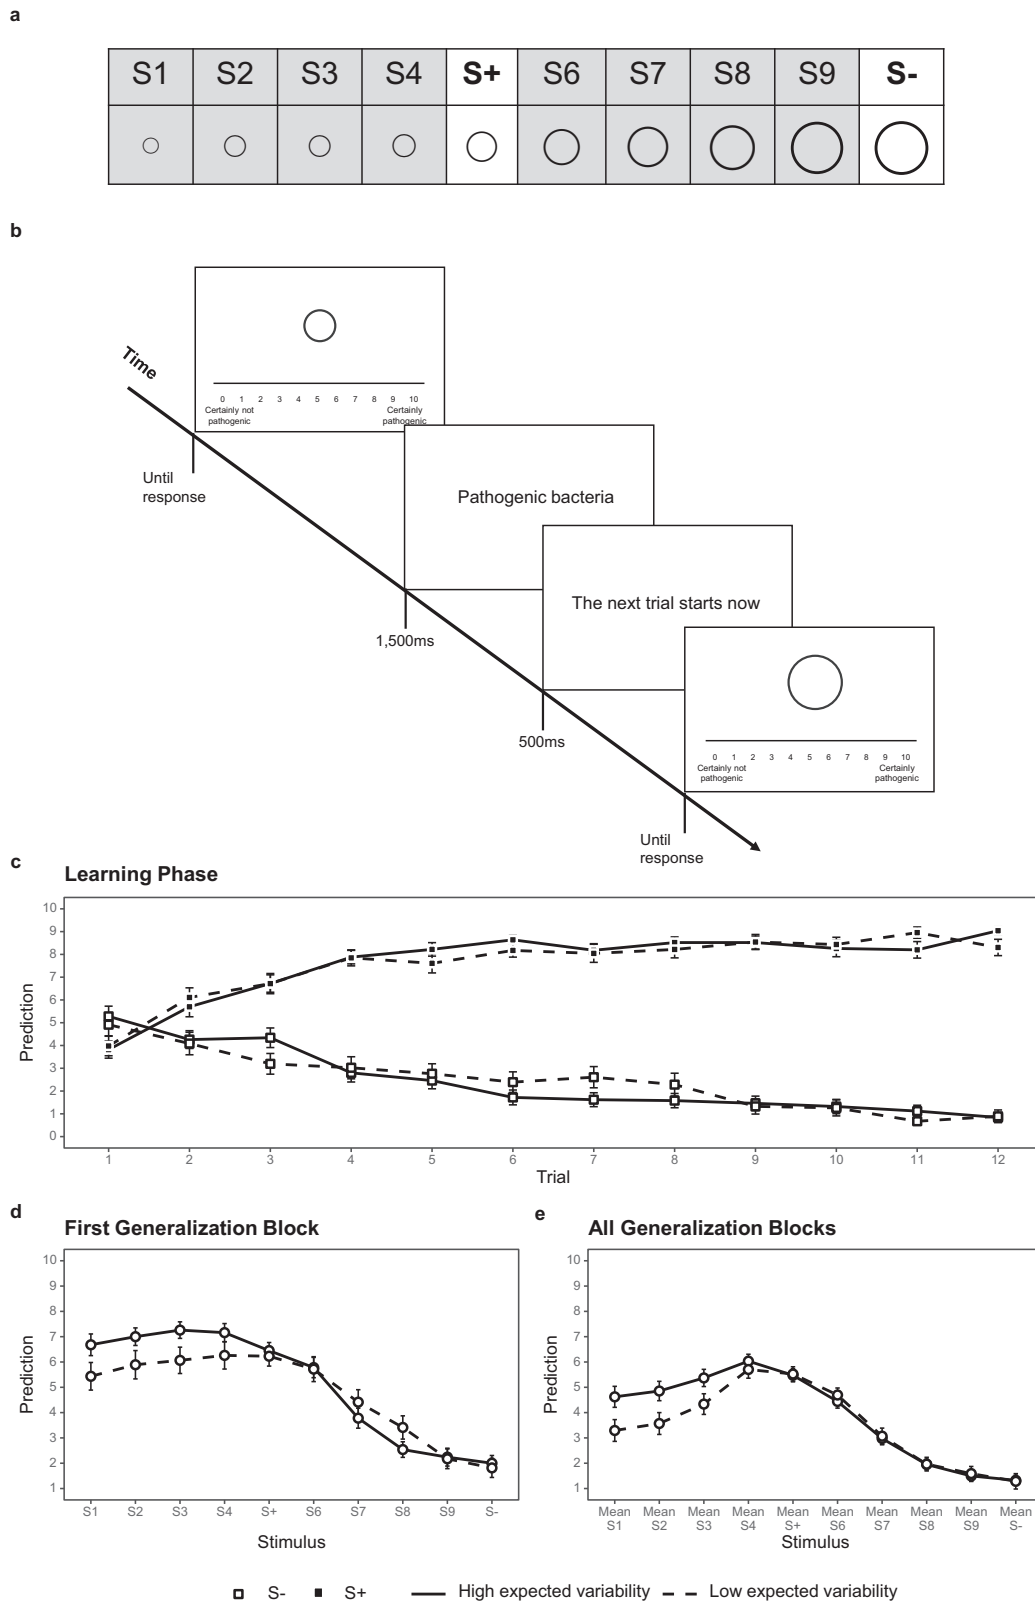 a
S1 S2 S3 S4 S+ S6 S7 S8 S9 S-
b
Time
0 1 2 3 4 5 6 7 8 9 10
Certainly not pathogenic
Certainly pathogenic
Until
response
Pathogenic bacteria
1,500ms
The next trial starts now
500ms
0 1 2 3 4 5 6 7 8 9 10
Certainly not pathogenic
Certainly pathogenic
Until
response
c
Learning Phase
Prediction
10
9
8
7
6
5
4
3
2
1
0
1 2 3 4 5 6 7 8 9 10 11 12
Trial
d
First Generalization Block
Prediction
10
9
8
7
6
5
4
3
2
1
S1 S2 S3 S4 S+ S6 S7 S8 S9 S-
Stimulus
e
All Generalization Blocks
Prediction
10
9
8
7
6
5
4
3
2
1
Mean Mean Mean Mean Mean Mean Mean Mean Mean Mean
S1 S2 S3 S4 S+ S6 S7 S8 S9 S-
Stimulus
S- S+ High expected variability Low expected variability